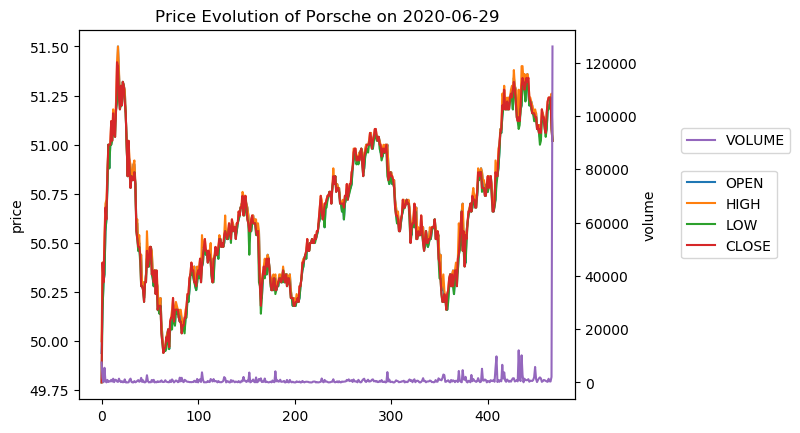 Price Evolution of Porsche on 2020-06-29
51.50
51.25
51.00
50.75
50.50
50.25
50.00
49.75
price
0
100
200
300
400
120000
100000
80000
60000
40000
20000
0
volume
VOLUME
OPEN
HIGH
LOW
CLOSE